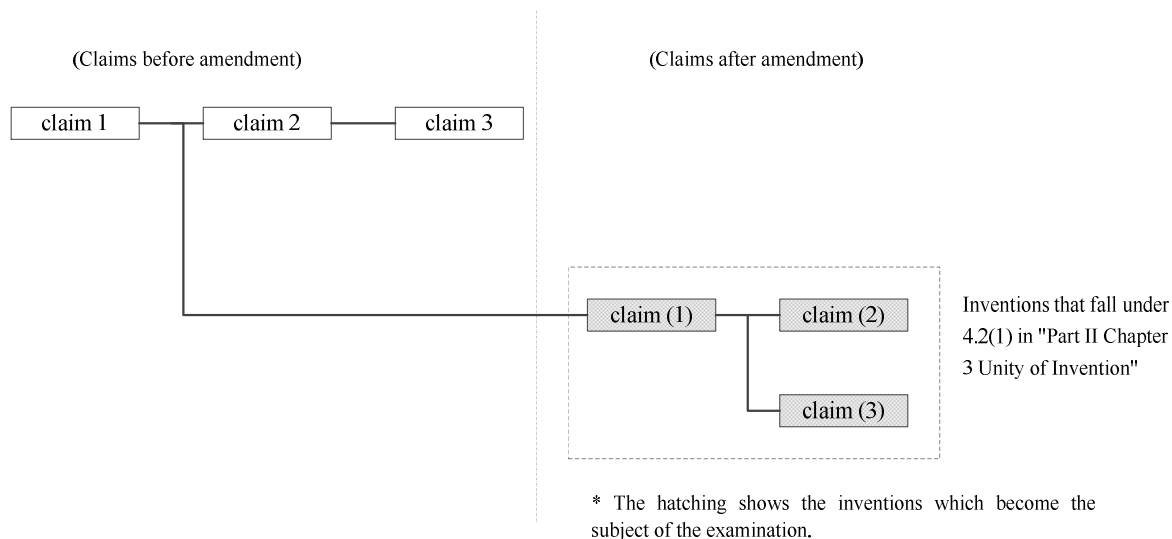 (Claims before amendment)
(Claims after amendment)
claim 1
claim 2
claim 3
claim (1)
claim (2)
claim (3)
Inventions that fall under
4.2(1) in "Part II Chapter
3 Unity of Invention"
* The hatching shows the inventions which become the
subject of the examination.